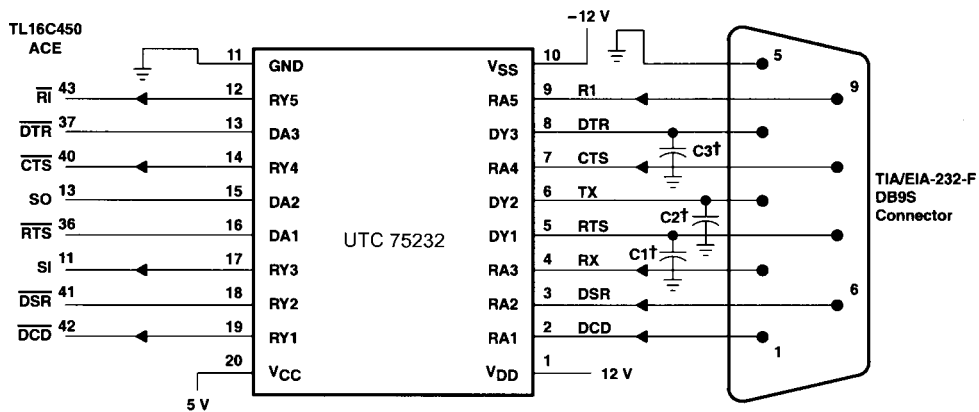 TL16C450
ACE
–12 V
11 GND VSS 10 5
RI 43 12 RY5 RA5 9 R1 9
DTR 37 13 DA3 DY3 8 DTR
C3†
CTS 40 14 RY4 RA4 7 CTS
TIA/EIA-232-F
DB9S
Connector
SO 13 15 DA2 DY2 6 TX
C2†
RTS 36 16 DA1 UTC 75232 DY1 5 RTS
C1†
SI 11 17 RY3 RA3 4 RX
DSR 41 18 RY2 RA2 3 DSR 6
DCD 42 19 RY1 RA1 2 DCD 1
20 VCC VDD 1 12 V
5 V